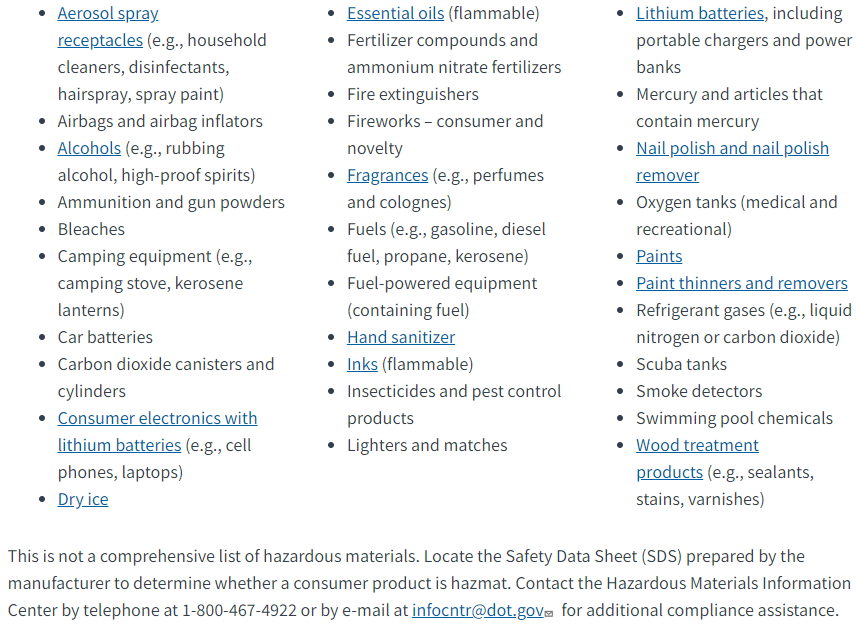 • Aerosol spray
receptacles (e.g., household
cleaners, disinfectants,
hairspray, spray paint)
• Airbags and airbag inflators
• Alcohols (e.g., rubbing
alcohol, high-proof spirits)
• Ammunition and gun powders
• Bleaches
• Camping equipment (e.g.,
camping stove, kerosene
lanterns)
• Car batteries
• Carbon dioxide canisters and
cylinders
• Consumer electronics with
lithium batteries (e.g., cell
phones, laptops)
• Dry ice
• Essential oils (flammable)
• Fertilizer compounds and
ammonium nitrate fertilizers
• Fire extinguishers
• Fireworks – consumer and
novelty
• Fragrances (e.g., perfumes
and colognes)
• Fuels (e.g., gasoline, diesel
fuel, propane, kerosene)
• Fuel-powered equipment
(containing fuel)
• Hand sanitizer
• Inks (flammable)
• Insecticides and pest control
products
• Lighters and matches
• Lithium batteries, including
portable chargers and power
banks
• Mercury and articles that
contain mercury
• Nail polish and nail polish
remover
• Oxygen tanks (medical and
recreational)
• Paints
• Paint thinners and removers
• Refrigerant gases (e.g., liquid
nitrogen or carbon dioxide)
• Scuba tanks
• Smoke detectors
• Swimming pool chemicals
• Wood treatment
products (e.g., sealants,
stains, varnishes)
This is not a comprehensive list of hazardous materials. Locate the Safety Data Sheet (SDS) prepared by the
manufacturer to determine whether a consumer product is hazmat. Contact the Hazardous Materials Information
Center by telephone at 1-800-467-4922 or by e-mail at infocntr@dot.gov for additional compliance assistance.